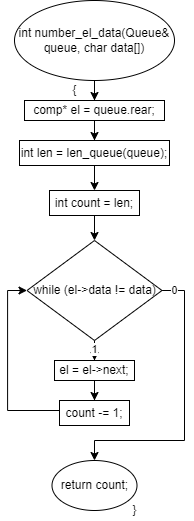 int number_el_data(Queue&
queue, char data[])
{
comp* el = queue.rear;
int len = len_queue(queue);
int count = len;
while (el->data != data)
0
.1.
el = el->next;
count -= 1;
return count;
}